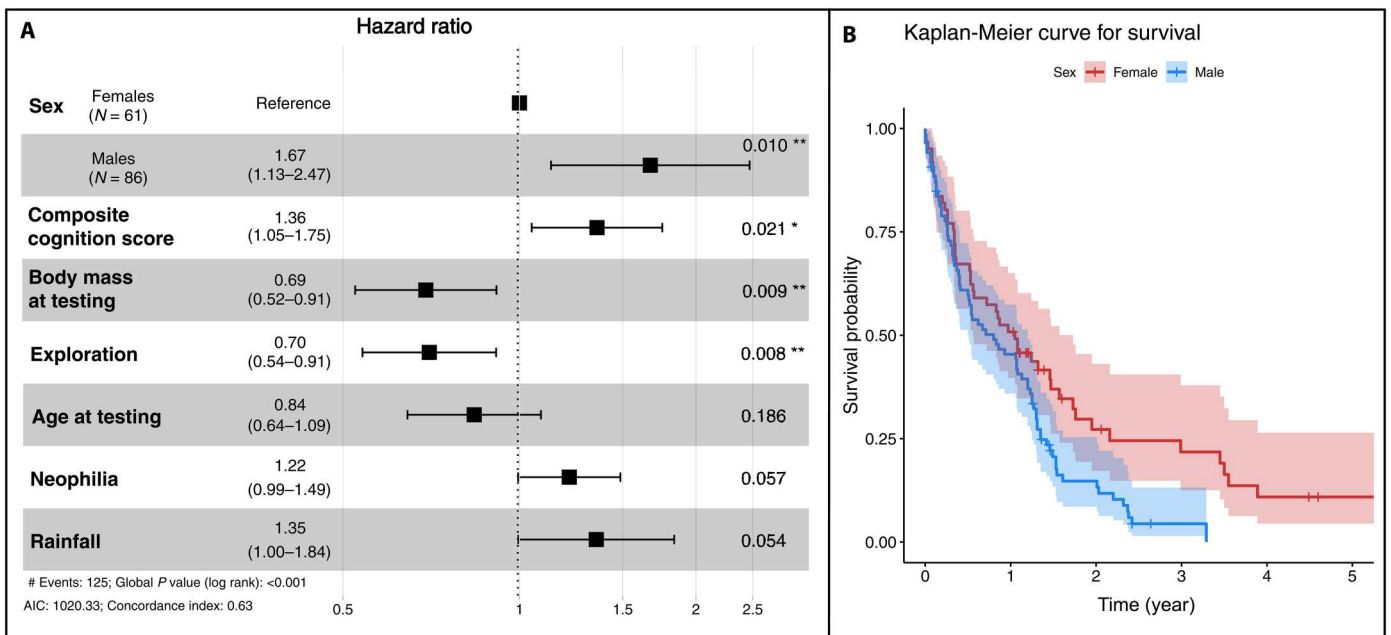 A
Hazard ratio
Sex
Females
(N = 61)
Reference
Males
(N = 86)
1.67
(1.13–2.47)
0.010 **
Composite
cognition score
1.36
(1.05–1.75)
0.021 *
Body mass
at testing
0.69
(0.52–0.91)
0.009 **
Exploration
0.70
(0.54–0.91)
0.008 **
Age at testing
0.84
(0.64–1.09)
0.186
Neophilia
1.22
(0.99–1.49)
0.057
Rainfall
1.35
(1.00–1.84)
0.054
# Events: 125; Global P value (log rank): <0.001
AIC: 1020.33; Concordance index: 0.63
0.5 1 1.5 2 2.5
B
Kaplan-Meier curve for survival
Sex Female Male
Survival probability
1.00
0.75
0.50
0.25
0.00
0 1 2 3 4 5
Time (year)